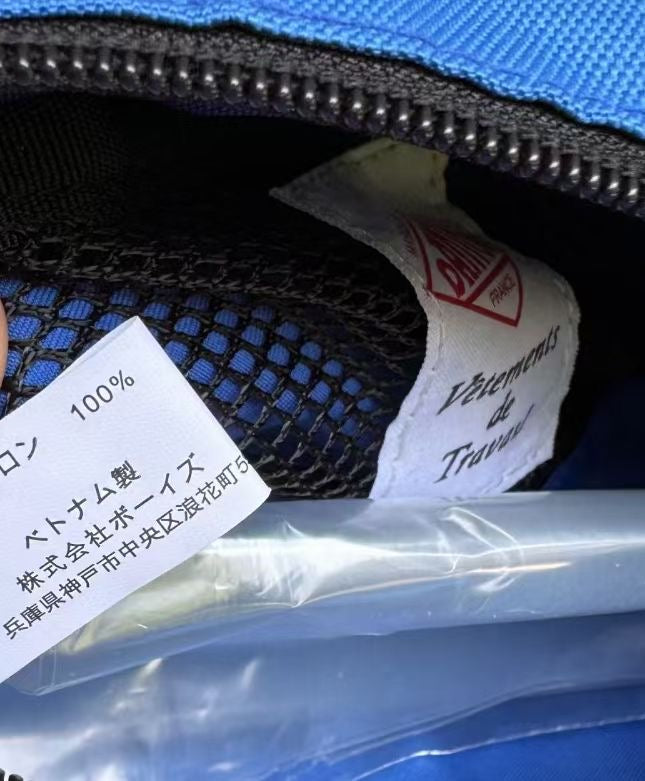 ロン 100%
ベトナム製
株式会社ボーイズ
兵庫県神戸市中央区浪花町5
FRANCE
Vêtements
de
Travail